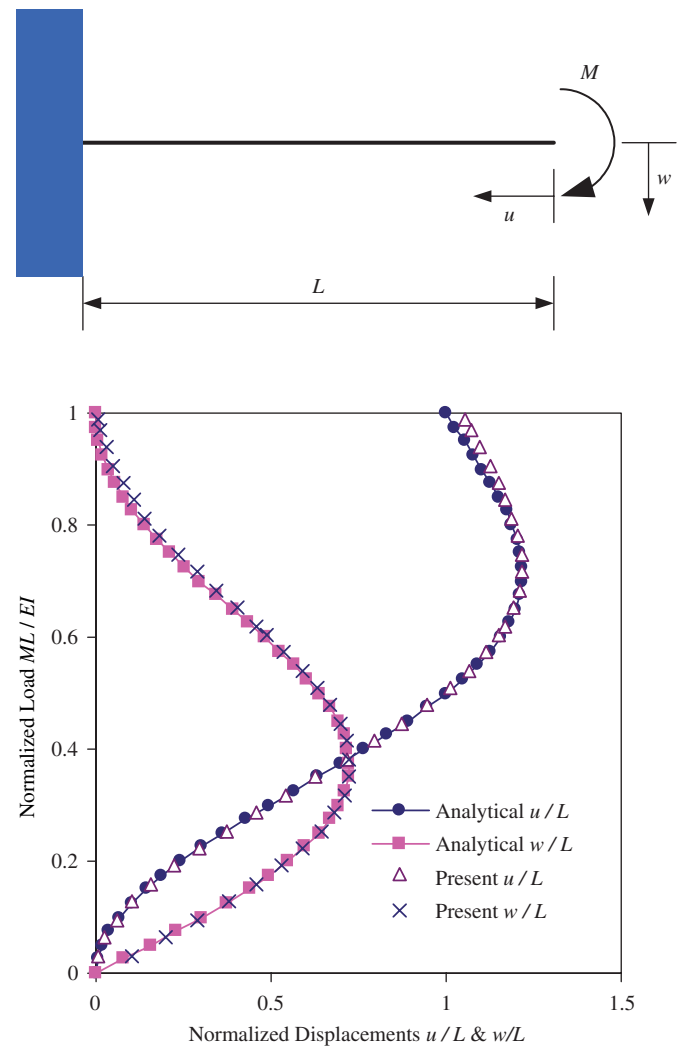 M
w
u
L
1
0.8
0.6
0.4
0.2
0
Normalized Load ML / EI
Analytical u / L
Analytical w / L
Present u / L
Present w / L
0 0.5 1 1.5
Normalized Displacements u / L & w/L